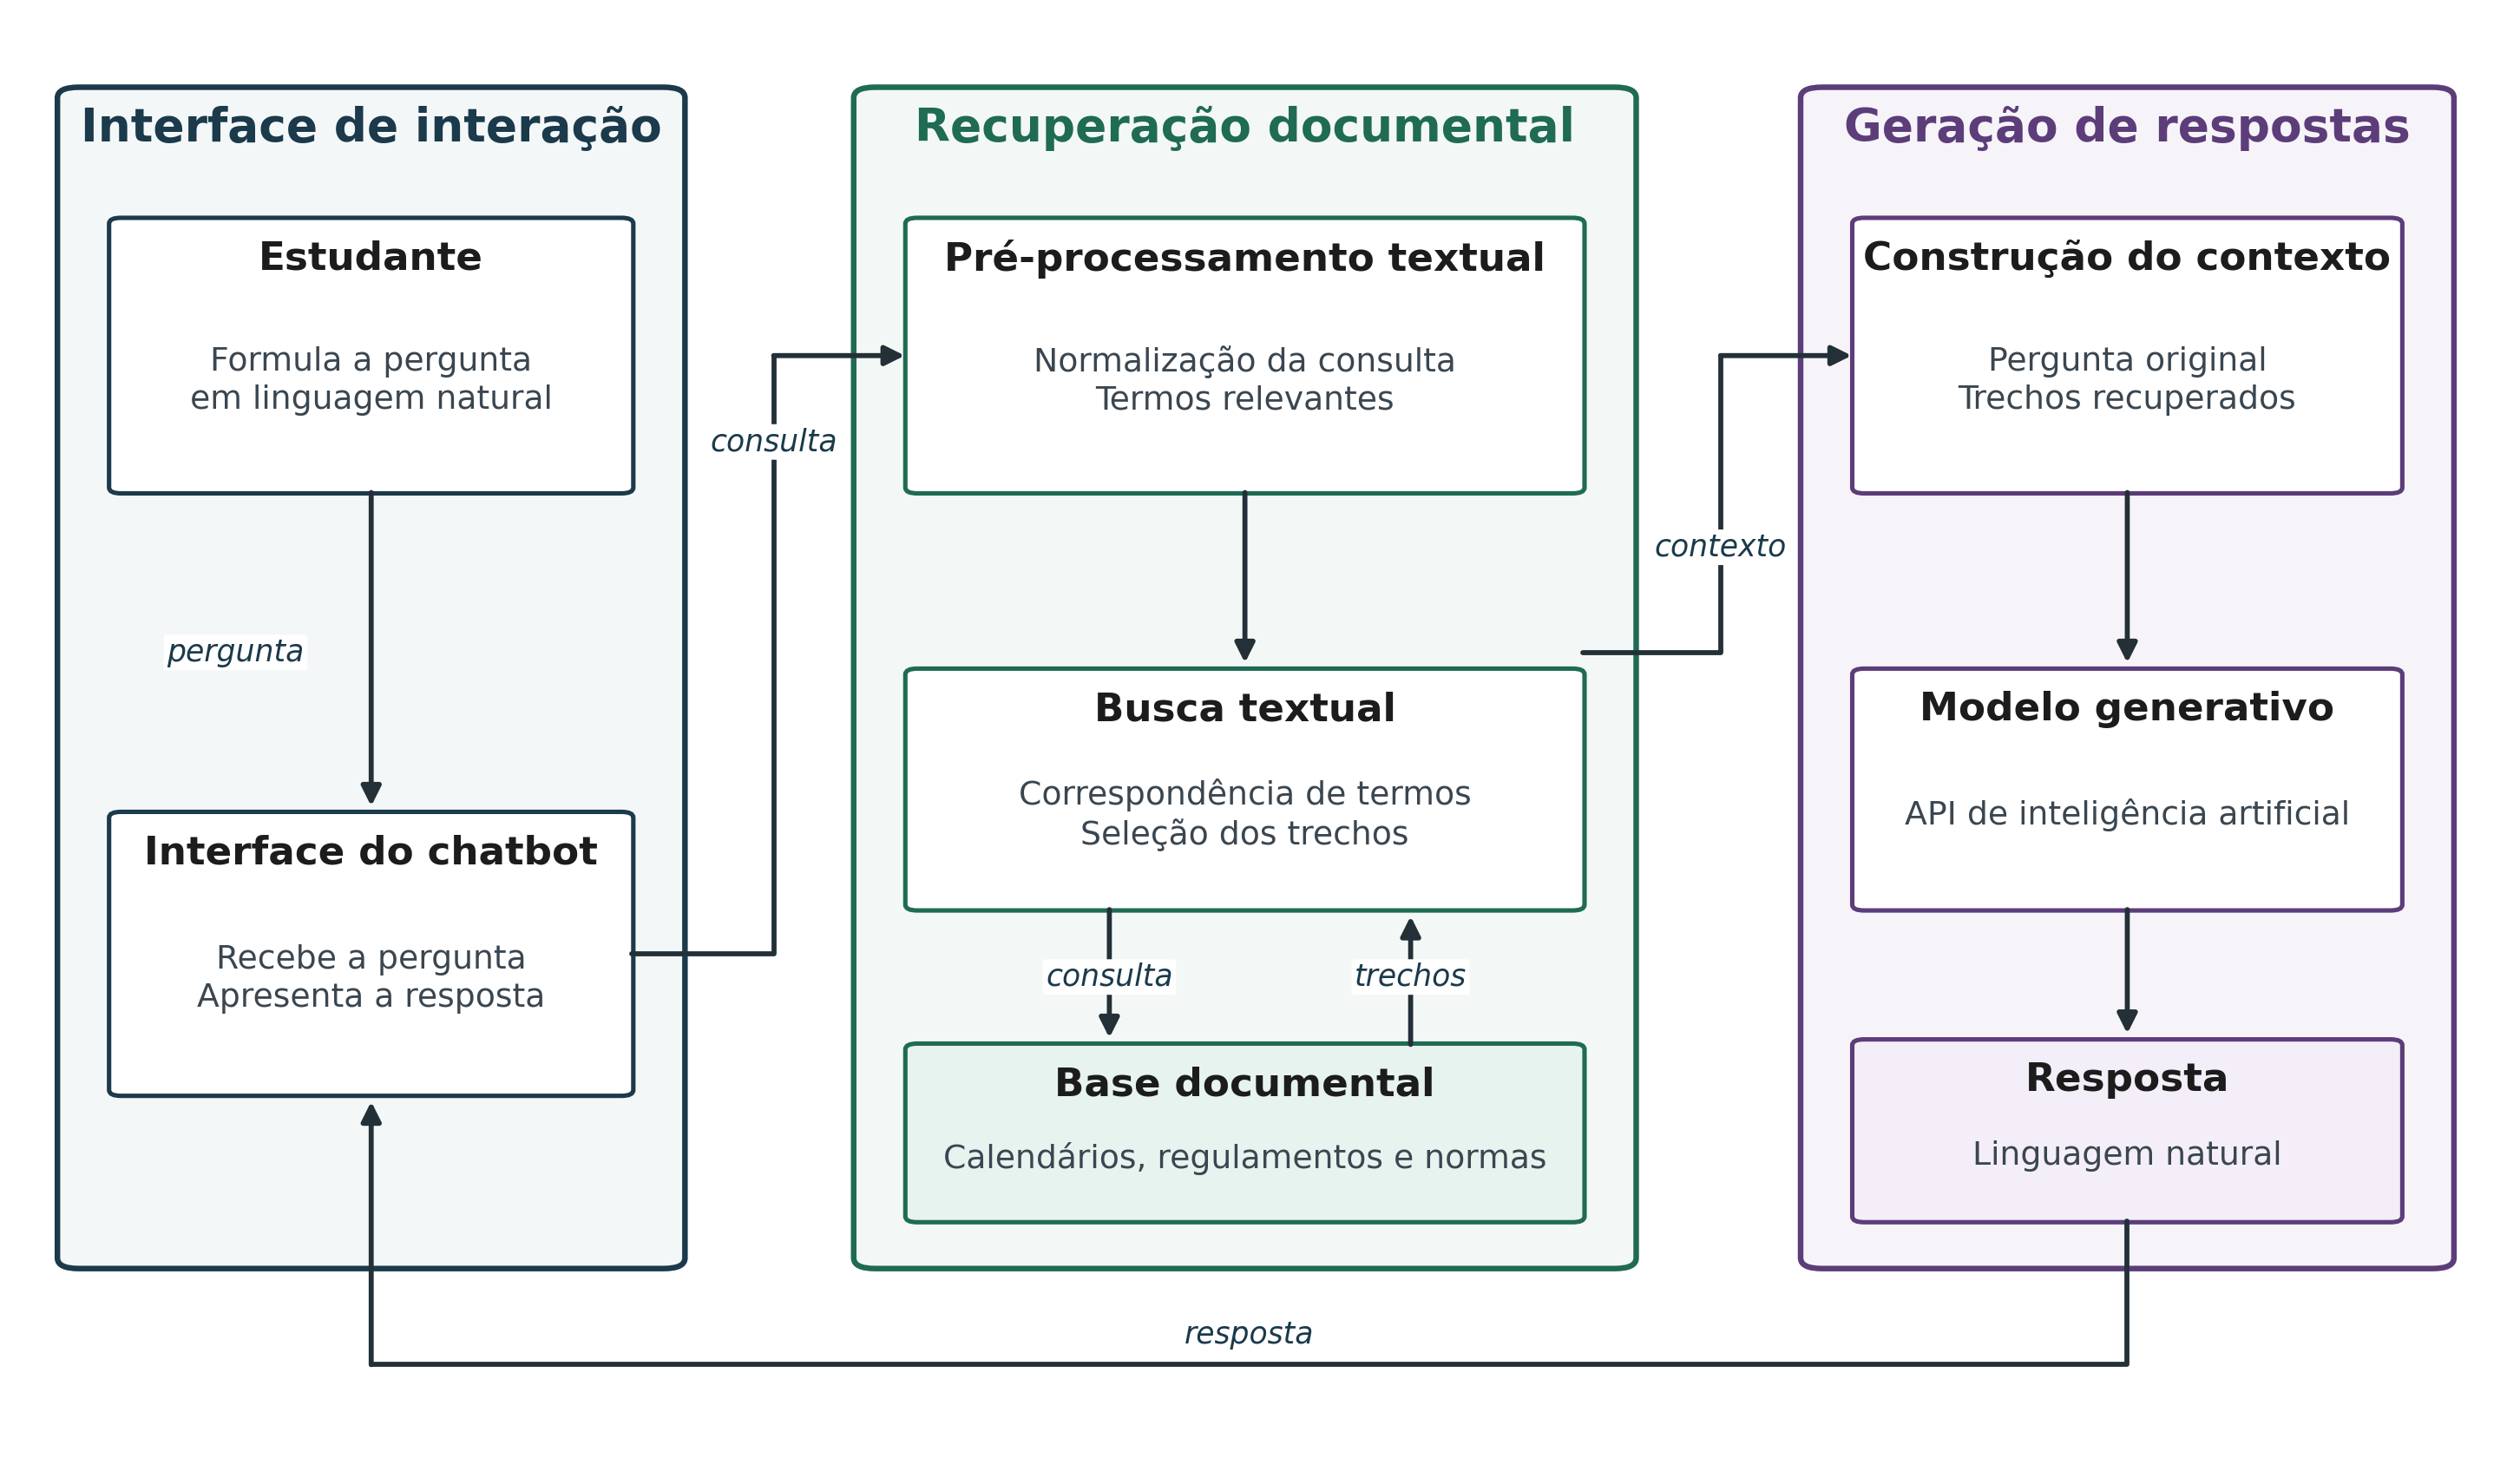 Interface de interação
Estudante
Formula a pergunta
em linguagem natural
pergunta
Interface do chatbot
Recebe a pergunta
Apresenta a resposta
consulta
Recuperação documental
Pré-processamento textual
Normalização da consulta
Termos relevantes
Busca textual
Correspondência de termos
Seleção dos trechos
consulta
trechos
Base documental
Calendários, regulamentos e normas
contexto
Geração de respostas
Construção do contexto
Pergunta original
Trechos recuperados
Modelo generativo
API de inteligência artificial
Resposta
Linguagem natural
resposta